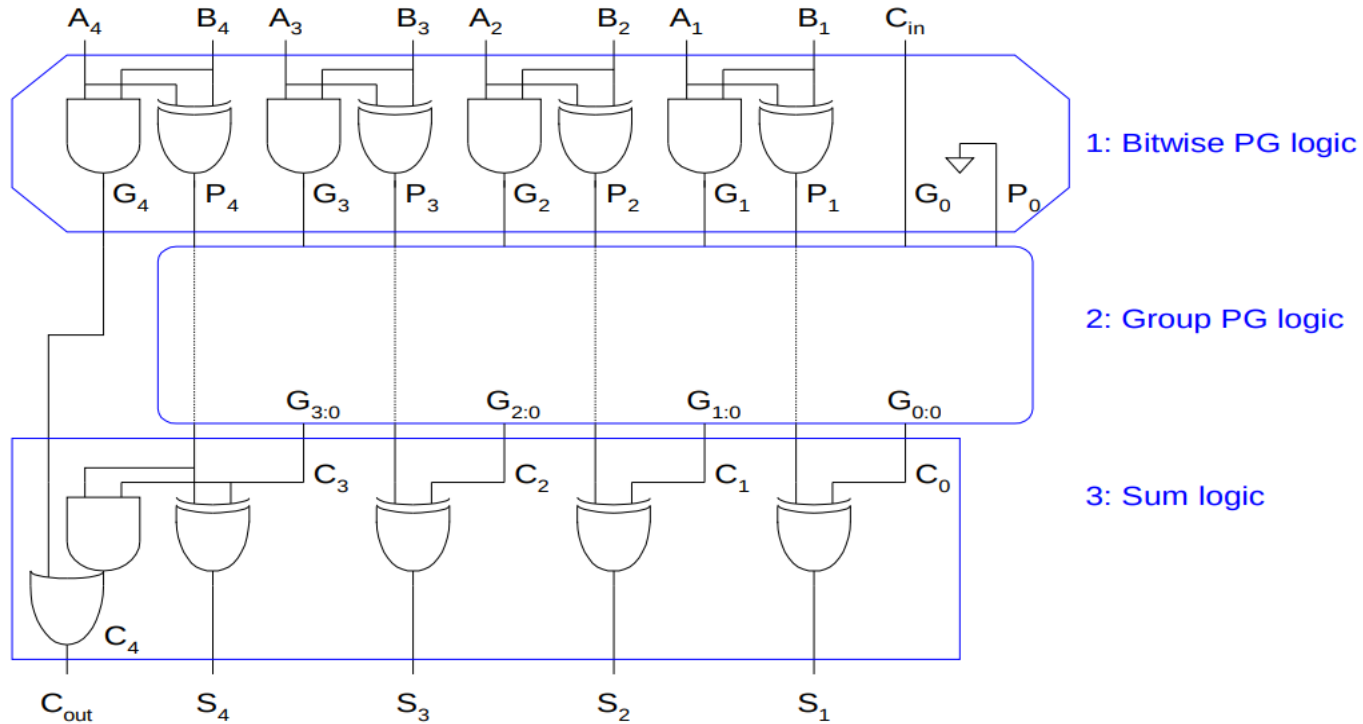 A4 B4 A3 B3 A2 B2 A1 B1 Cin
1: Bitwise PG logic
G4 P4 G3 P3 G2 P2 G1 P1 G0 P0
2: Group PG logic
G3:0 G2:0 G1:0 G0:0
C3 C2 C1 C0
3: Sum logic
C4
Cout S4 S3 S2 S1